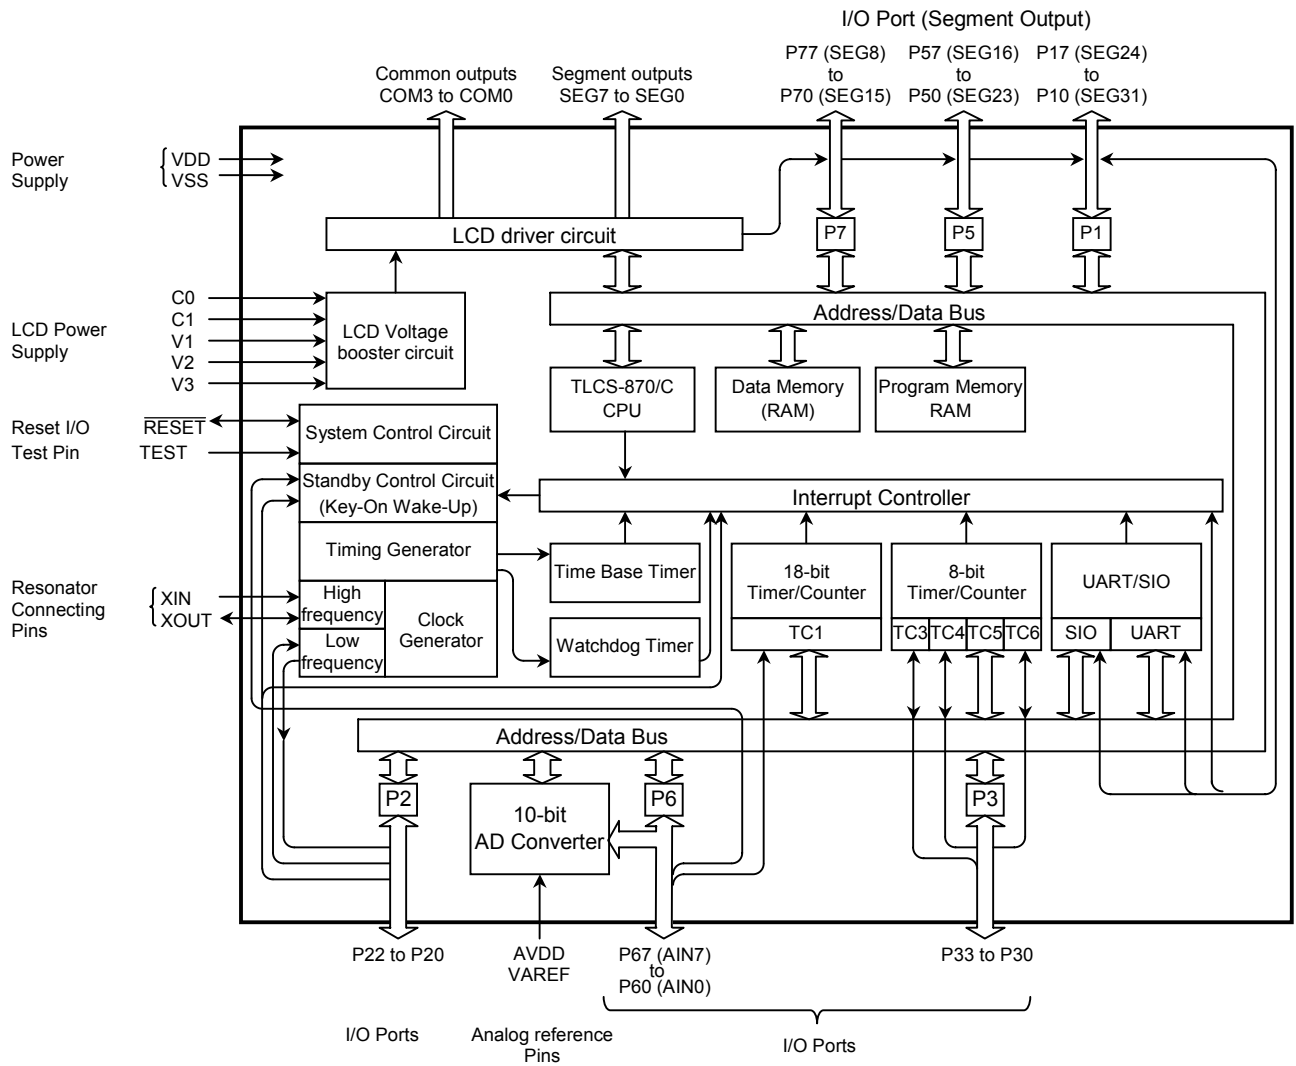 I/O Port (Segment Output)
P77 (SEG8)
to
P70 (SEG15)
P57 (SEG16)
to
P50 (SEG23)
P17 (SEG24)
to
P10 (SEG31)
Common outputs
COM3 to COM0
Segment outputs
SEG7 to SEG0
Power
Supply
VDD
VSS
LCD driver circuit
P7
P5
P1
C0
C1
V1
V2
V3
LCD Power
Supply
LCD Voltage
booster circuit
Address/Data Bus
TLCS-870/C
CPU
Data Memory
(RAM)
Program Memory
RAM
Reset I/O
RESET
Test Pin
TEST
System Control Circuit
Standby Control Circuit
(Key-On Wake-Up)
Interrupt Controller
Timing Generator
Time Base Timer
18-bit
Timer/Counter
8-bit
Timer/Counter
UART/SIO
Resonator
Connecting
Pins
XIN
XOUT
High
frequency
Low
frequency
Clock
Generator
Watchdog Timer
TC1
TC3
TC4
TC5
TC6
SIO
UART
Address/Data Bus
P2
10-bit
AD Converter
P6
P3
P22 to P20
AVDD
VAREF
P67 (AIN7)
to
P60 (AIN0)
P33 to P30
I/O Ports
Analog reference
Pins
I/O Ports